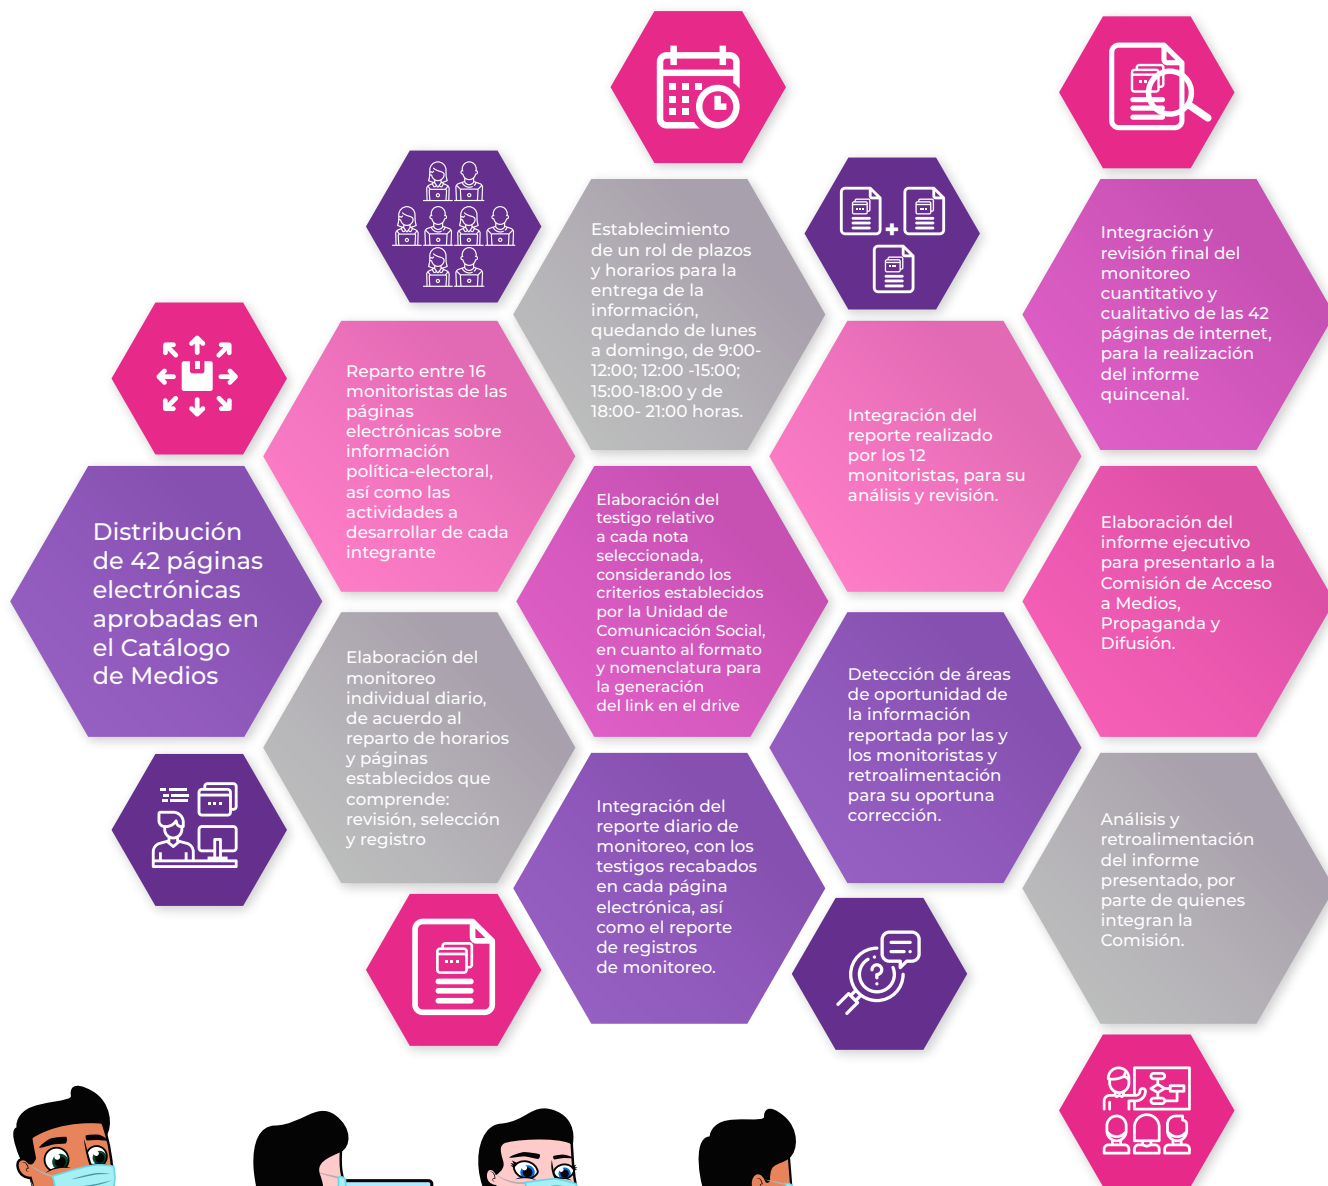 Distribución
de 42 páginas
electrónicas
aprobadas en
el Catálogo
de Medios
Reparto entre 16
monitoristas de las
páginas
electrónicas sobre
información
política-electoral,
así como las
actividades a
desarrollar de cada
integrante
Elaboración del
monitoreo
individual diario,
de acuerdo al
reparto de horarios
y páginas
establecidos que
comprende:
revisión, selección
y registro
Establecimiento
de un rol de plazos
y horarios para la
entrega de la
información,
quedando de lunes
a domingo, de 9:00-
12:00; 12:00 -15:00;
15:00-18:00 y de
18:00- 21:00 horas.
Elaboración del
testigo relativo
a cada nota
seleccionada,
considerando los
criterios establecidos
por la Unidad de
Comunicación Social,
en cuanto al formato
y nomenclatura para
la generación
del link en el drive
Integración del
reporte diario de
monitoreo, con los
testigos recabados
en cada página
electrónica, así
como el reporte
de registros
de monitoreo.
Integración del
reporte realizado
por los 12
monitoristas, para su
análisis y revisión.
Detección de áreas
de oportunidad de
la información
reportada por las y
los monitoristas y
retroalimentación
para su oportuna
corrección.
Integración y
revisión final del
monitoreo
cuantitativo y
cualitativo de las 42
páginas de internet,
para la realización
del informe
quincenal.
Elaboración del
informe ejecutivo
para presentarlo a la
Comisión de Acceso
a Medios,
Propaganda y
Difusión.
Análisis y
retroalimentación
del informe
presentado, por
parte de quienes
integran la
Comisión.